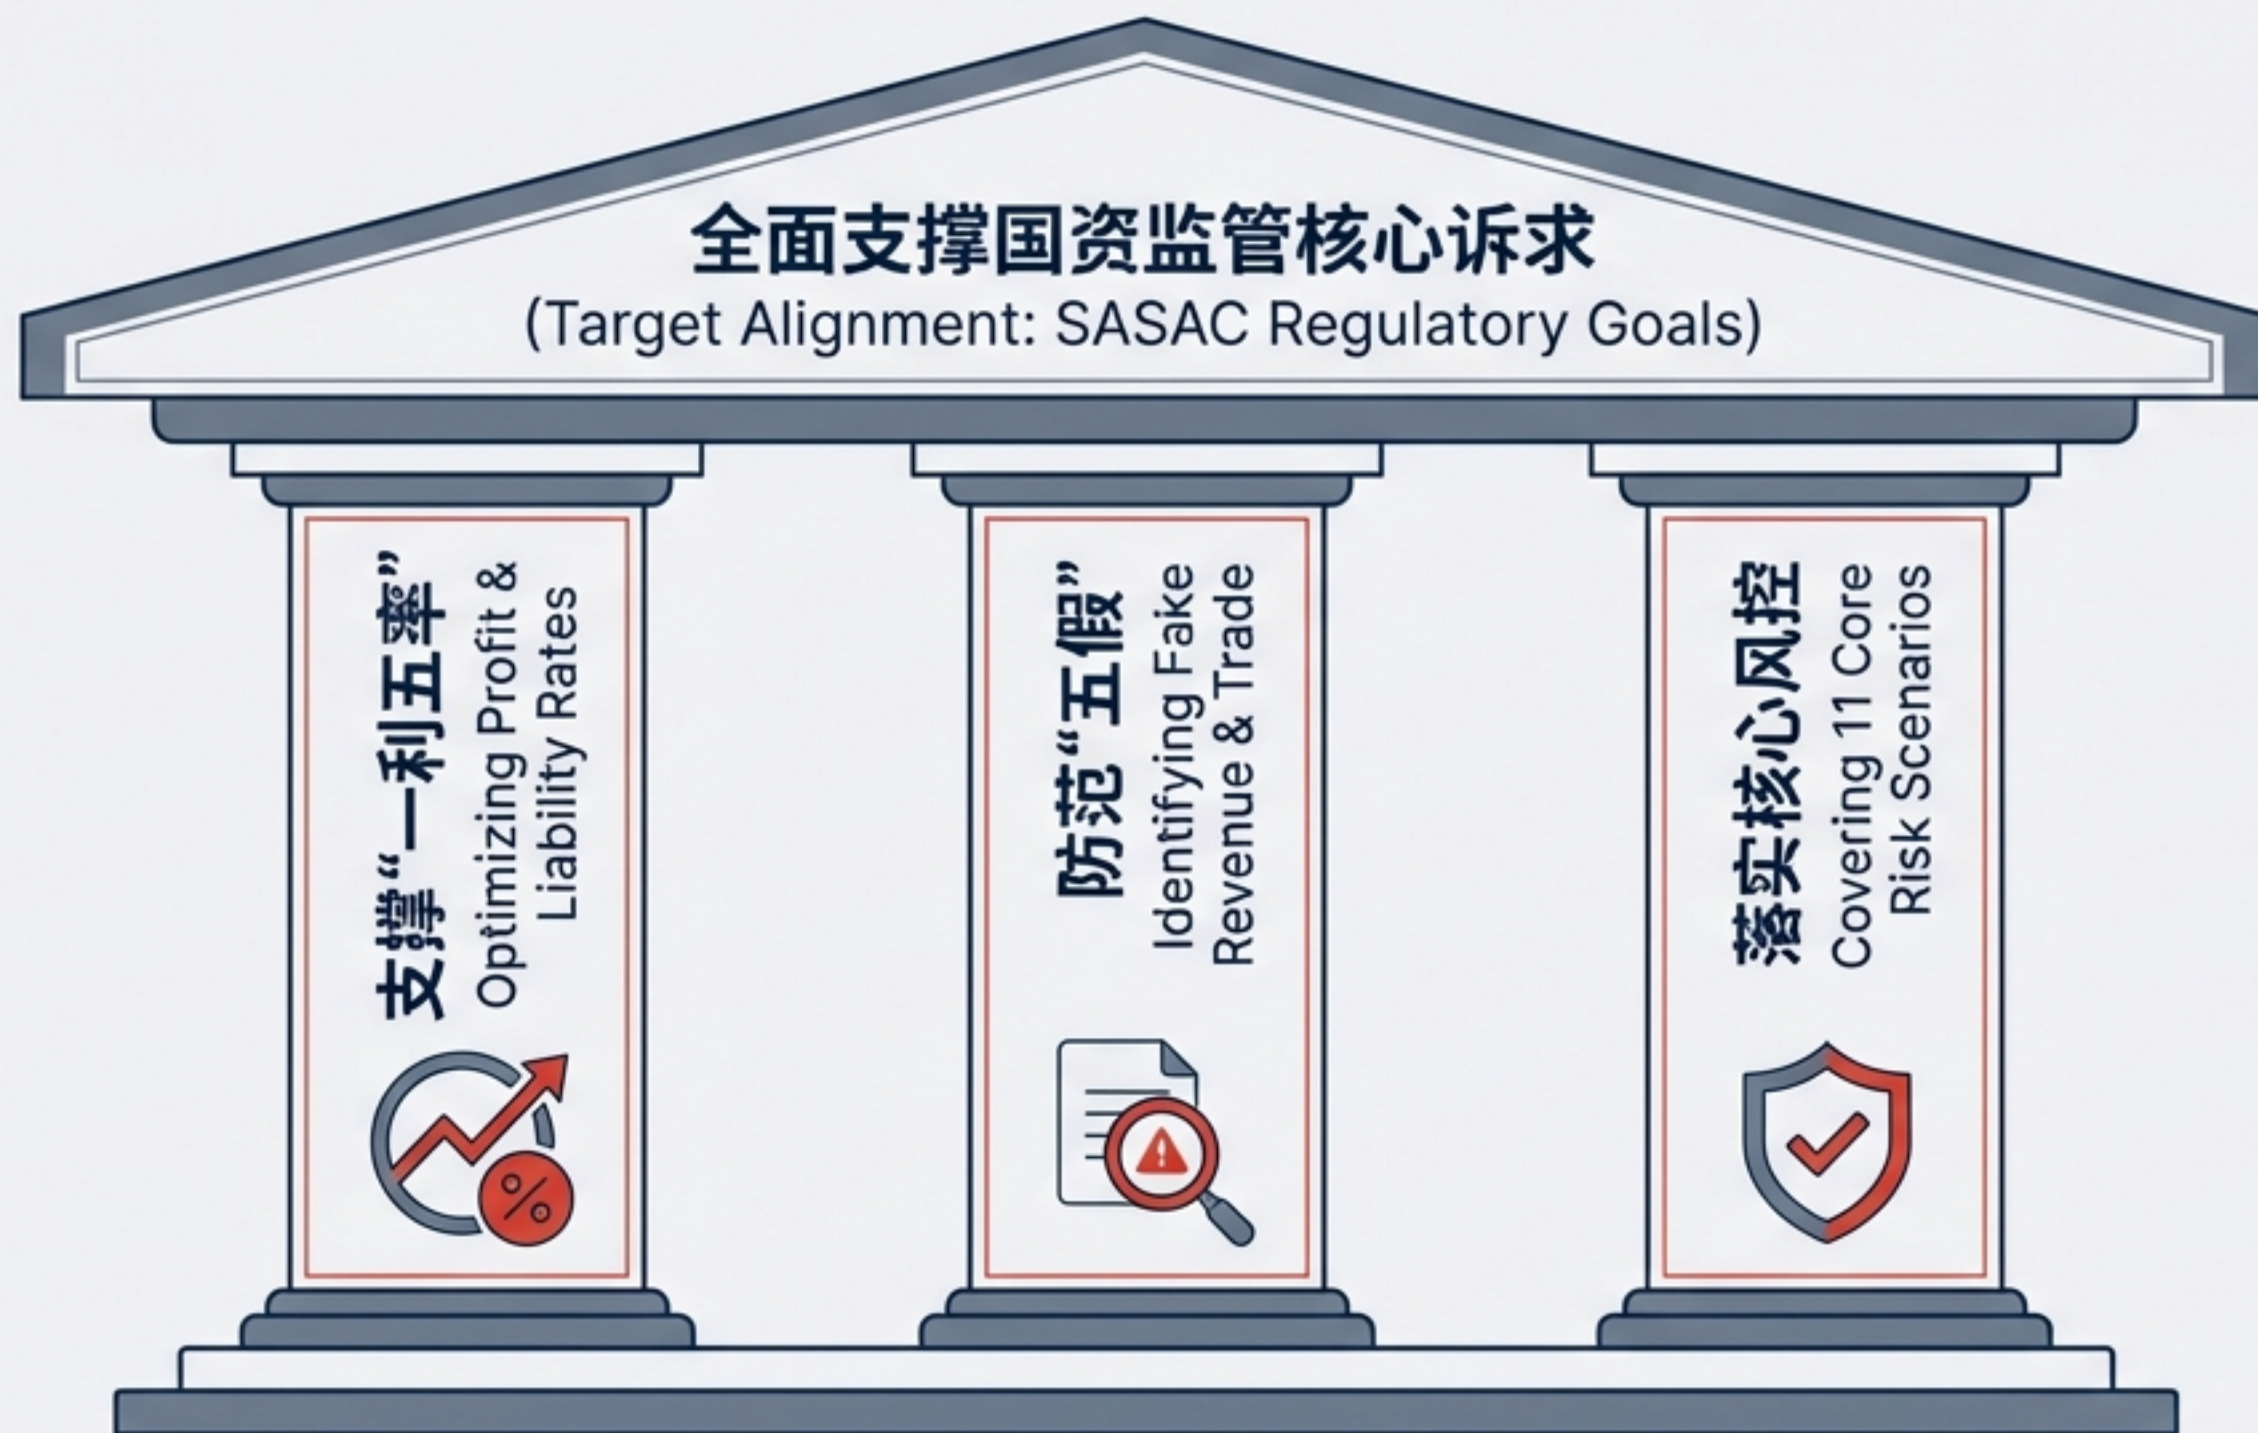 全面支撑国资监管核心诉求
(Target Alignment: SASAC Regulatory Goals)
支撑“一利五率”
Optimizing Profit &
Liability Rates
防范“五假”
Identifying Fake
Revenue & Trade
落实核心风控
Covering 11 Core
Risk Scenarios
%